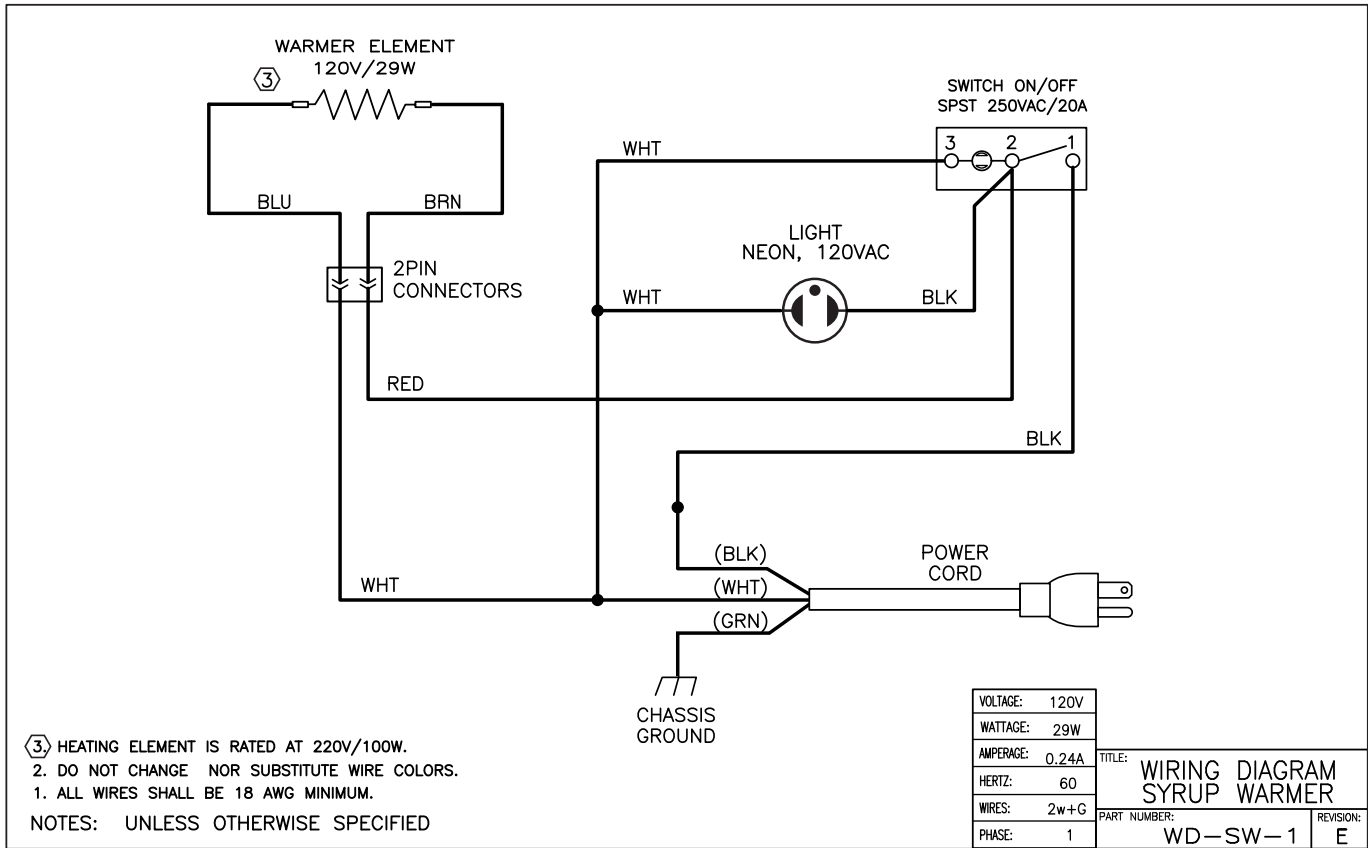 WARMER ELEMENT
120V/29W
3
SWITCH ON/OFF
SPST 250VAC/20A
3 2 1
WHT
BLU
BRN
LIGHT
NEON, 120VAC
2PIN
CONNECTORS
WHT
BLK
RED
BLK
(BLK)
POWER
CORD
WHT
(WHT)
(GRN)
CHASSIS
GROUND
3. HEATING ELEMENT IS RATED AT 220V/100W.
2. DO NOT CHANGE NOR SUBSTITUTE WIRE COLORS.
1. ALL WIRES SHALL BE 18 AWG MINIMUM.
NOTES: UNLESS OTHERWISE SPECIFIED
VOLTAGE: 120V
WATTAGE: 29W
AMPERAGE: 0.24A
HERTZ: 60
WIRES: 2w+G
PHASE: 1
TITLE:
WIRING DIAGRAM
SYRUP WARMER
PART NUMBER:
WD-SW-1
REVISION:
E